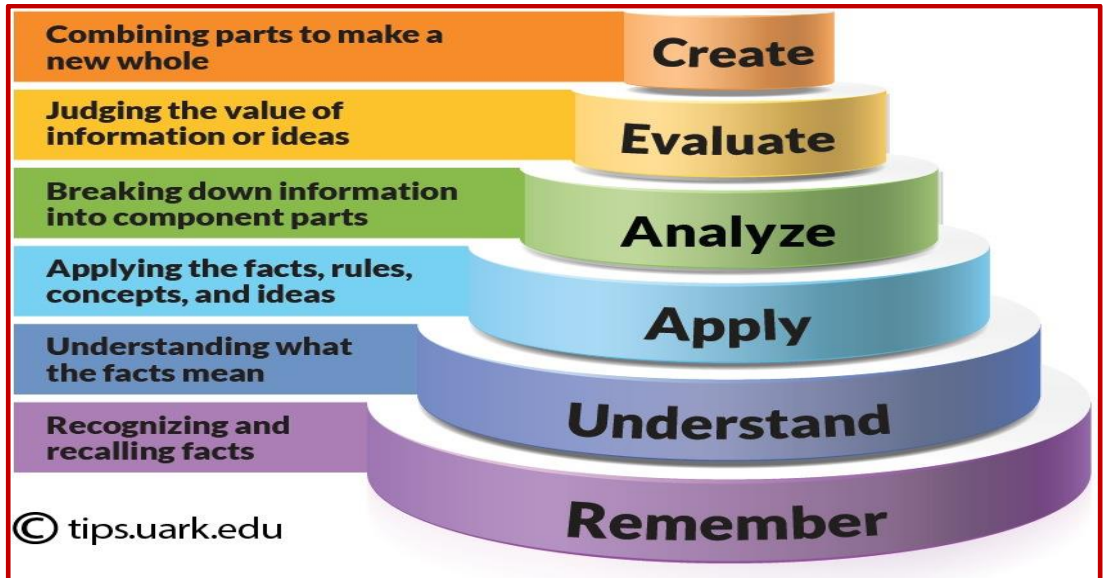 Combining parts to make a
new whole
Create
Judging the value of
information or ideas
Evaluate
Breaking down information
into component parts
Analyze
Applying the facts, rules,
concepts, and ideas
Apply
Understanding what
the facts mean
Understand
Recognizing and
recalling facts
Remember
© tips.uark.edu